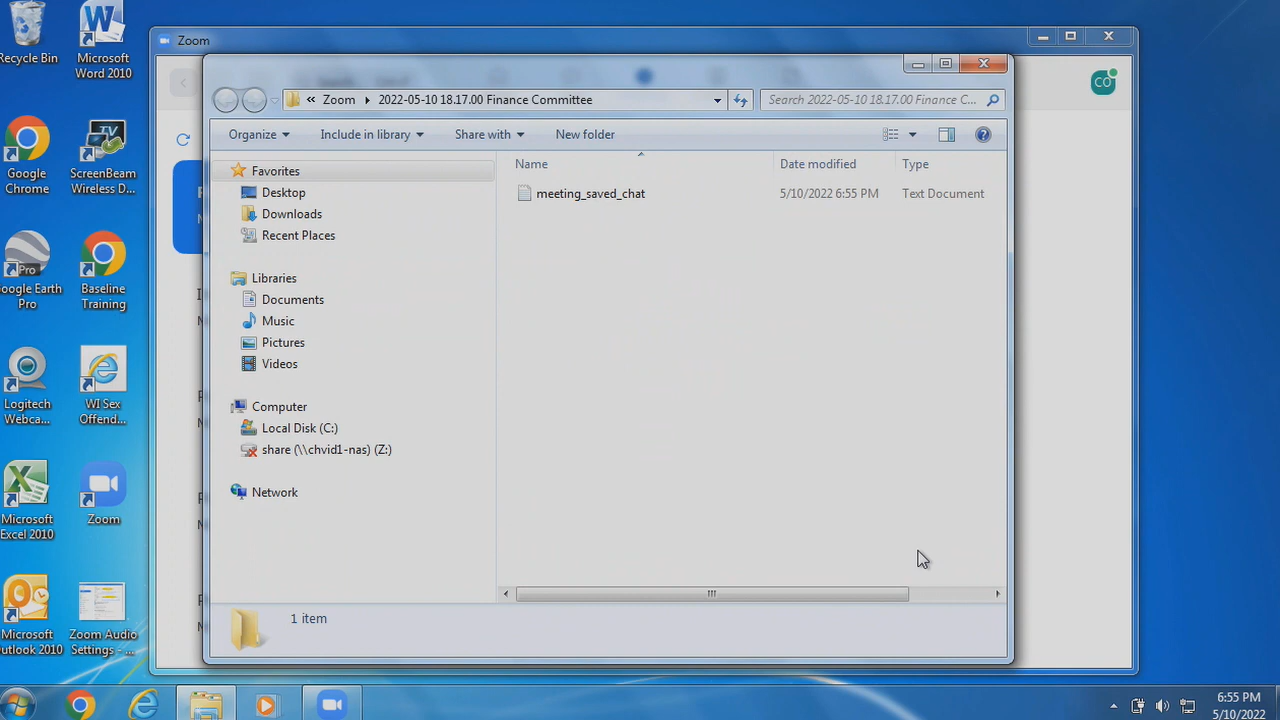 Recycle Bin
Microsoft
Word 2010
Google
Chrome
TV
ScreenBeam
Wireless D...
Pro
Google Earth
Pro
Baseline
Training
Logitech
Webca...
WI Sex
Offend...
Microsoft
Excel 2010
Zoom
Microsoft
Outlook 2010
Zoom Audio
Settings - ...
Zoom
CO
« Zoom 2022-05-10 18.17.00 Finance Committee
Search 2022-05-10 18.17.00 Finance C...
Organize
Include in library
Share with
New folder
Favorites
Desktop
Downloads
Recent Places
Libraries
Documents
Music
Pictures
Videos
Computer
Local Disk (C:)
share (\\chvid1-nas) (Z:)
Network
Name
Date modified
Type
meeting_saved_chat
5/10/2022 6:55 PM
Text Document
1 item
6:55 PM
5/10/2022